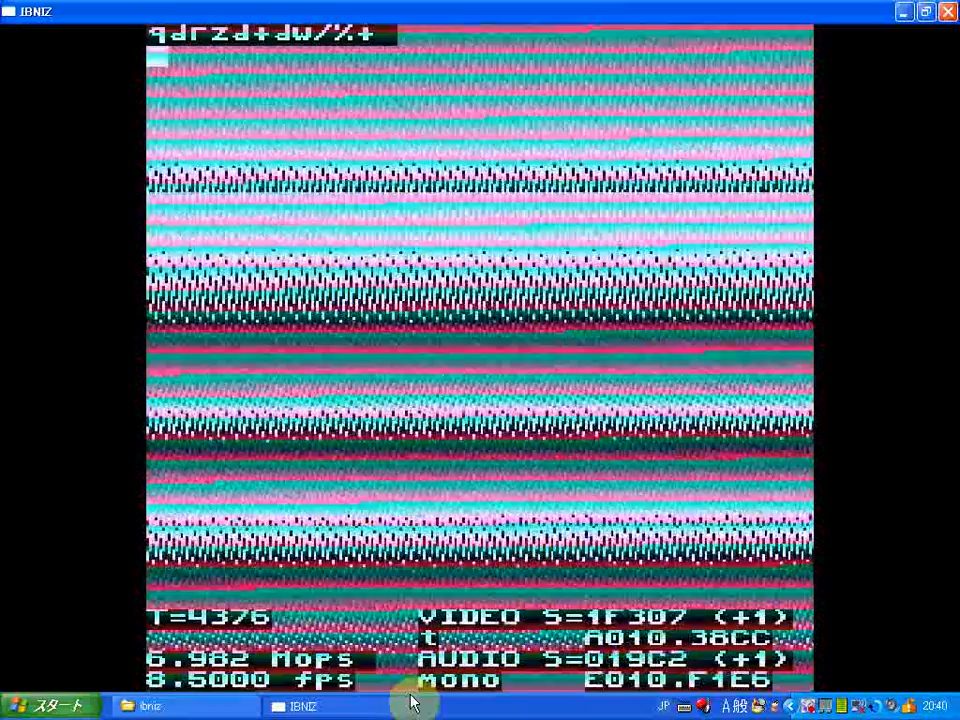 IBNIZ
qdrzd+dw/%+
T=4376
VIDEO S=1F307 (+1)
t A010.38CC
6.982 Mops
AUDIO S=019C2 (+1)
8.5000 fps
mono E010.F1E6
スタート
ibniz
IBNIZ
JP
A 般
20:40